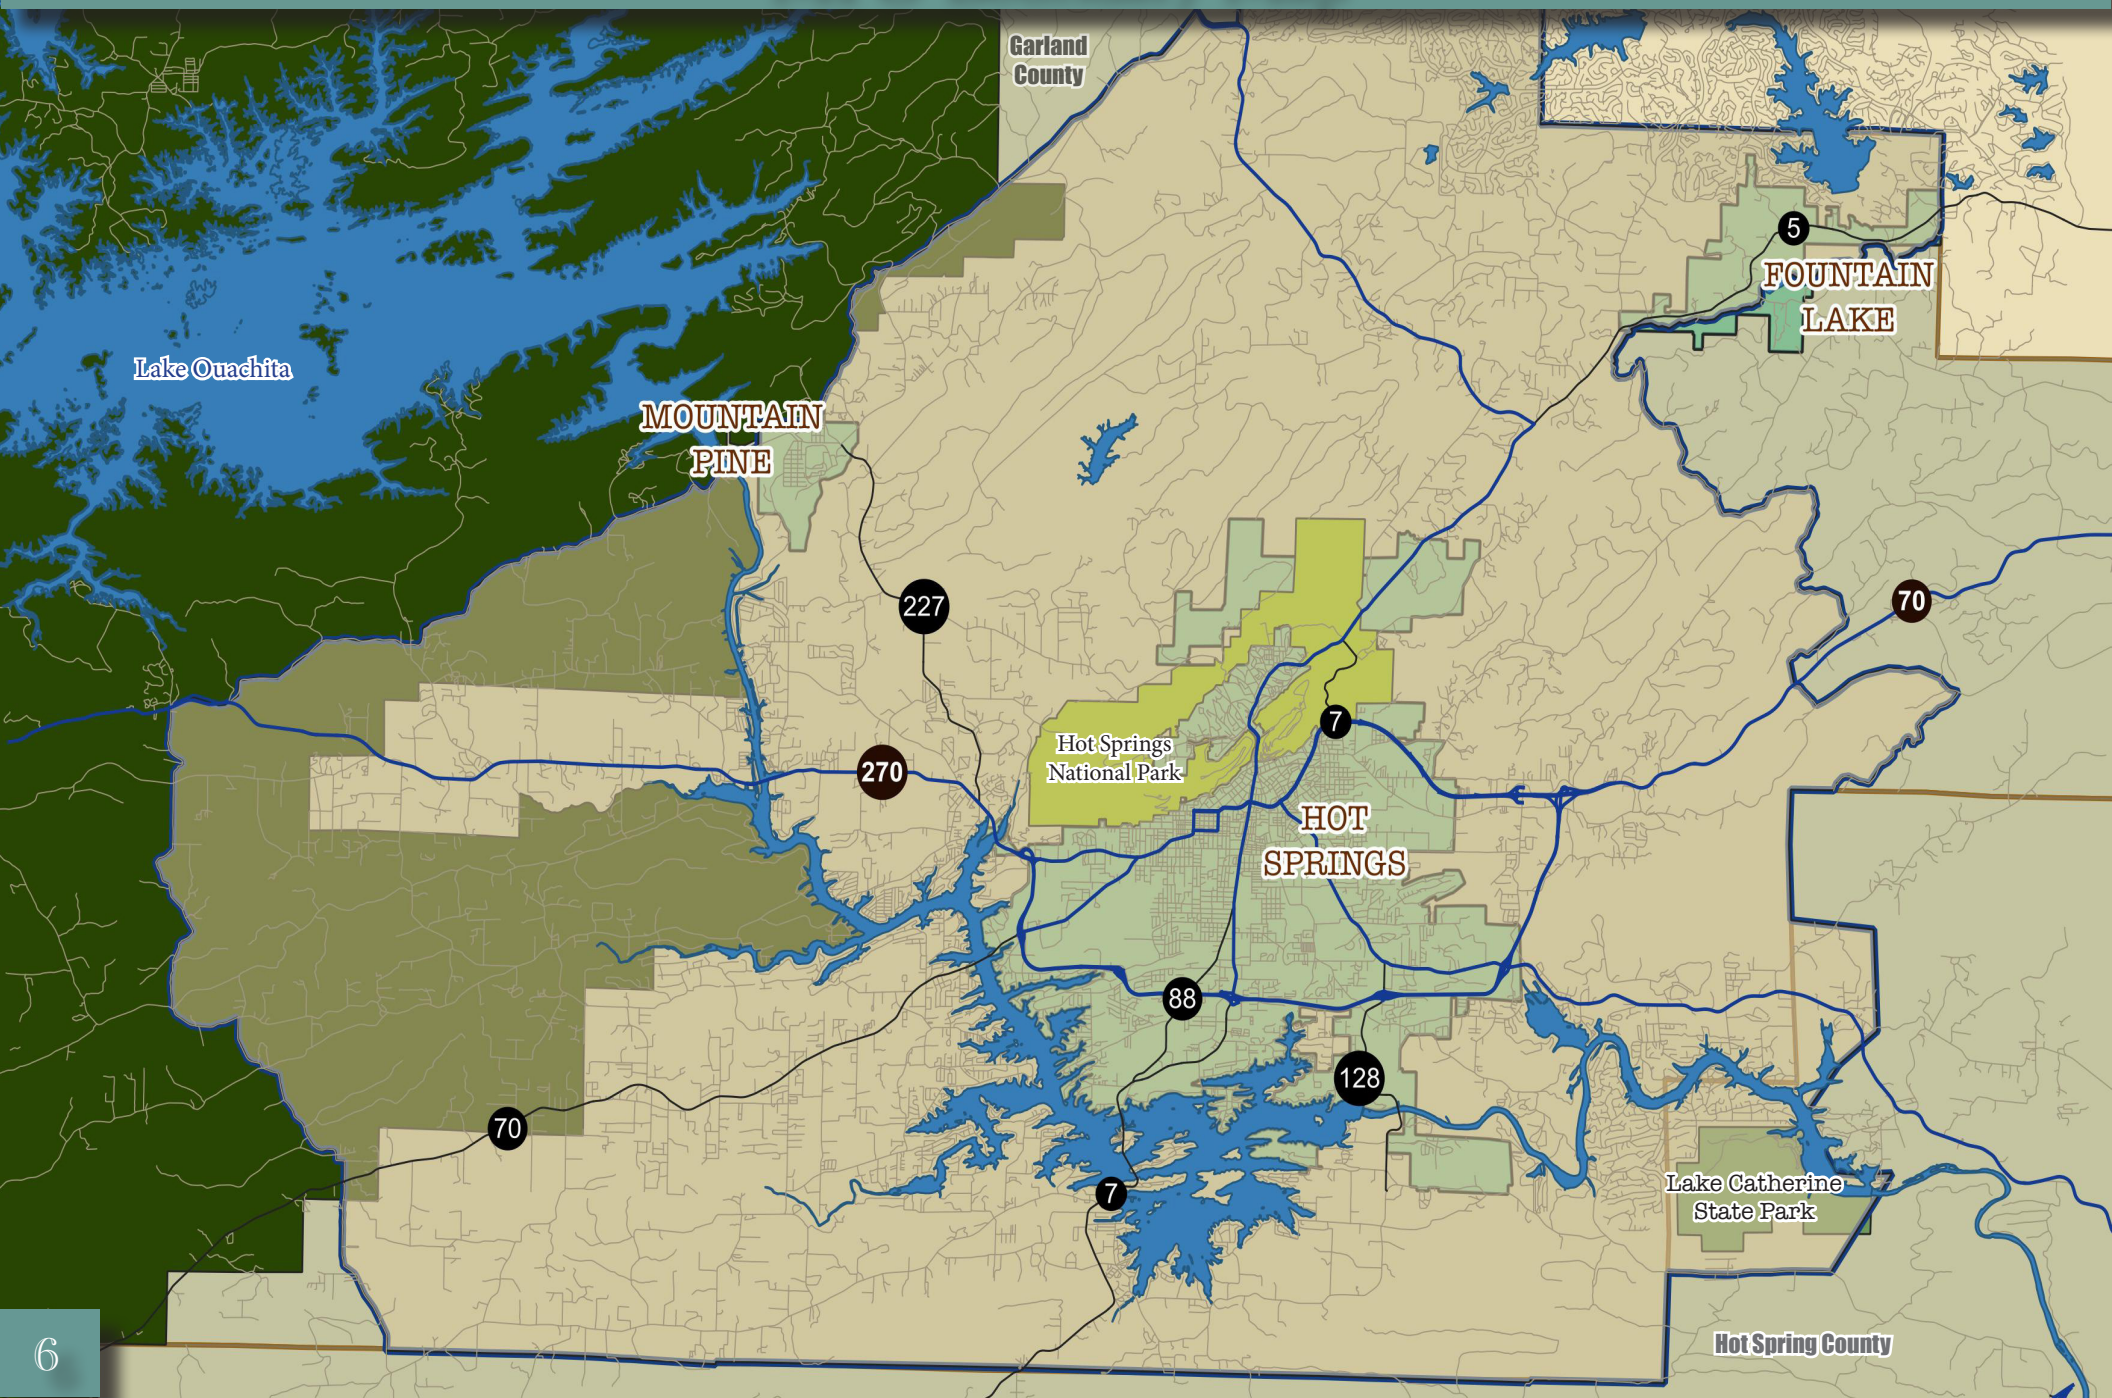 Garland
County
5
FOUNTAIN
LAKE
Lake Ouachita
MOUNTAIN
PINE
227
70
7
Hot Springs
National Park
270
HOT
SPRINGS
88
128
70
7
Lake Catherine
State Park
Hot Spring County
6